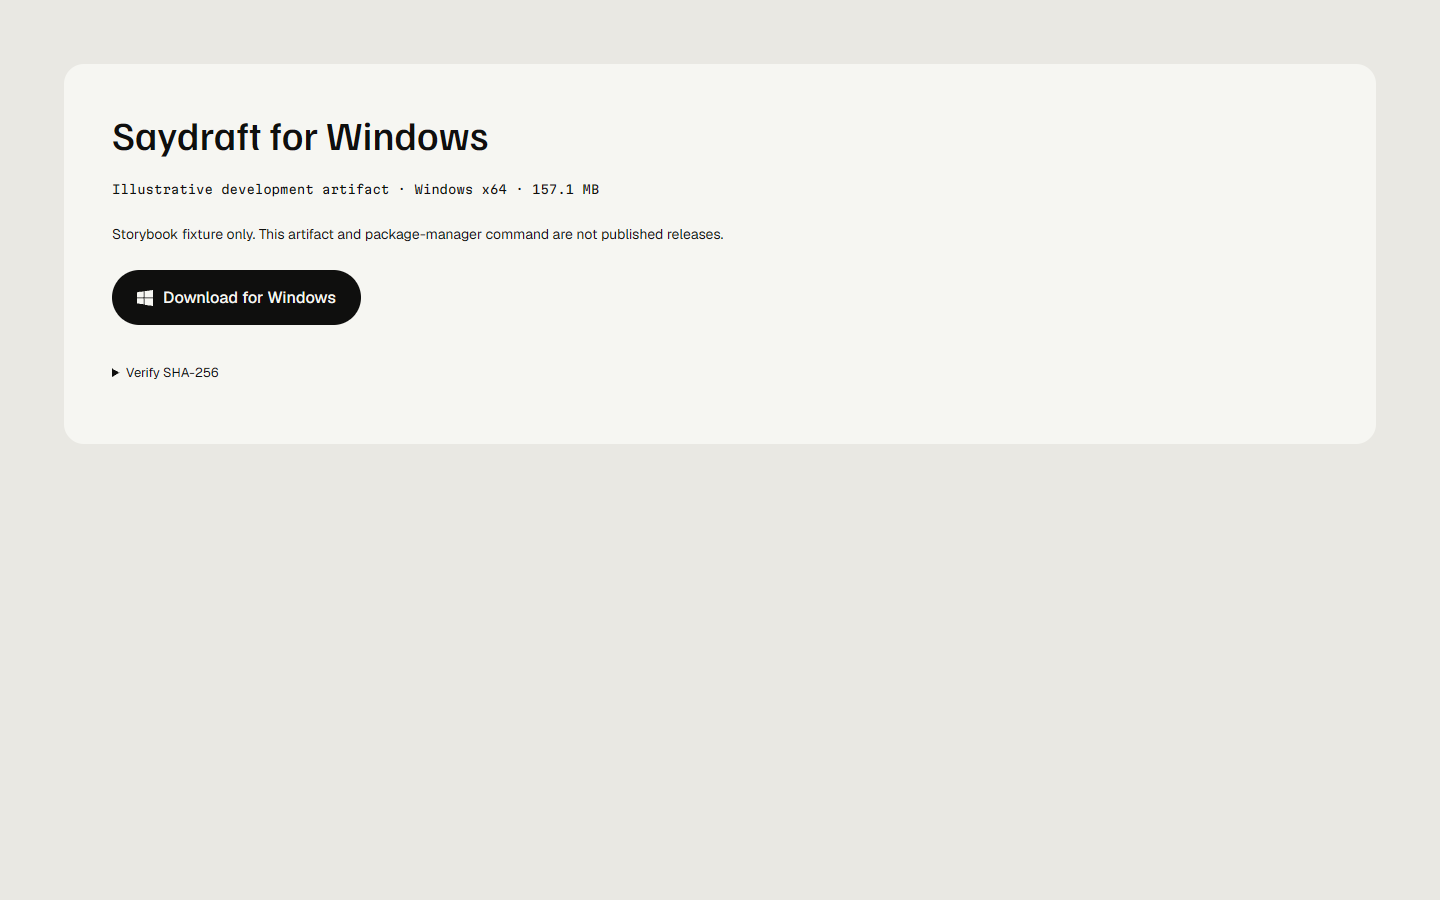 Saydraft for Windows
Illustrative development artifact · Windows x64 · 157.1 MB
Storybook fixture only. This artifact and package-manager command are not published releases.
Download for Windows
Verify SHA-256